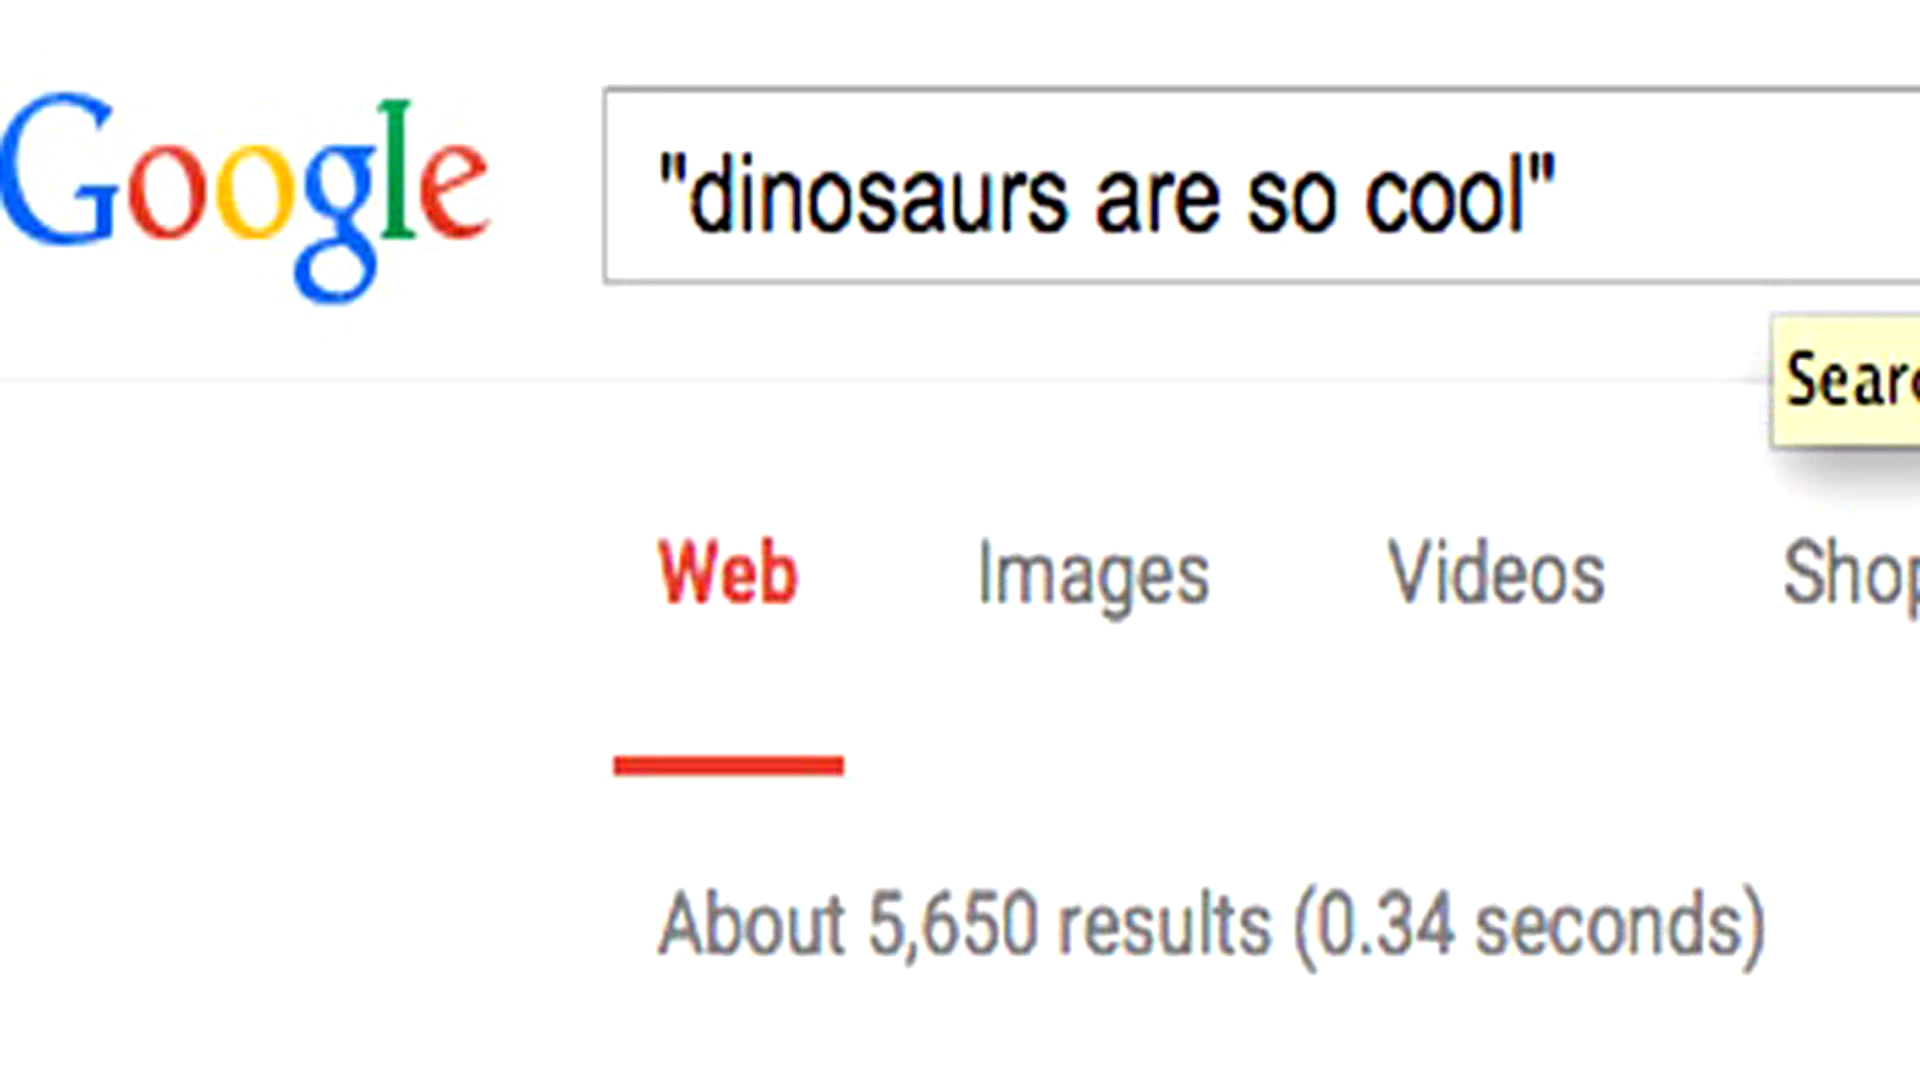 Google "dinosaurs are so cool"
Web Images Videos
About 5,650 results (0.34 seconds)